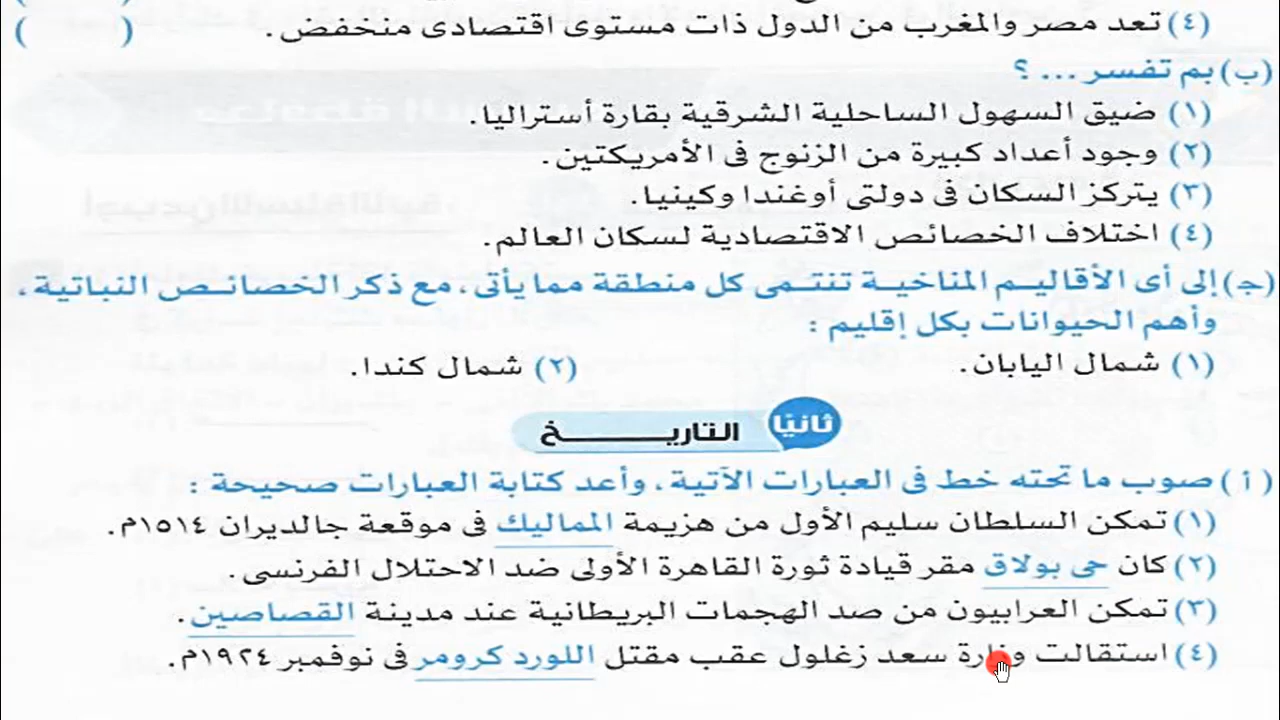 (٤) تعد مصر والمغرب من الدول ذات مستوى اقتصادى منخفض. ( )
(ب) بم تفسر ... ؟
(١) ضيق السهول الساحلية الشرقية بقارة أستراليا.
(٢) وجود أعداد كبيرة من الزنوج فى الأمريكتين.
(٣) يتركز السكان فى دولتى أوغندا وكينيا.
(٤) اختلاف الخصائص الاقتصادية لسكان العالم.
(جـ) إلى أى الأقاليم المناخية تنتمى كل منطقة مما يأتى، مع ذكر الخصائص النباتية،
وأهم الحيوانات بكل إقليم :
(١) شمال اليابان. (٢) شمال كندا.
ثانيًا التاريخ
(أ) صوب ما تحته خط فى العبارات الآتية، وأعد كتابة العبارات صحيحة :
(١) تمكن السلطان سليم الأول من هزيمة المماليك فى موقعة جالديران ١٥١٤م.
(٢) كان حى بولاق مقر قيادة ثورة القاهرة الأولى ضد الاحتلال الفرنسى.
(٣) تمكن العرابيون من صد الهجمات البريطانية عند مدينة القصاصين.
(٤) استقالت وزارة سعد زغلول عقب مقتل اللورد كرومر فى نوفمبر ١٩٢٤م.